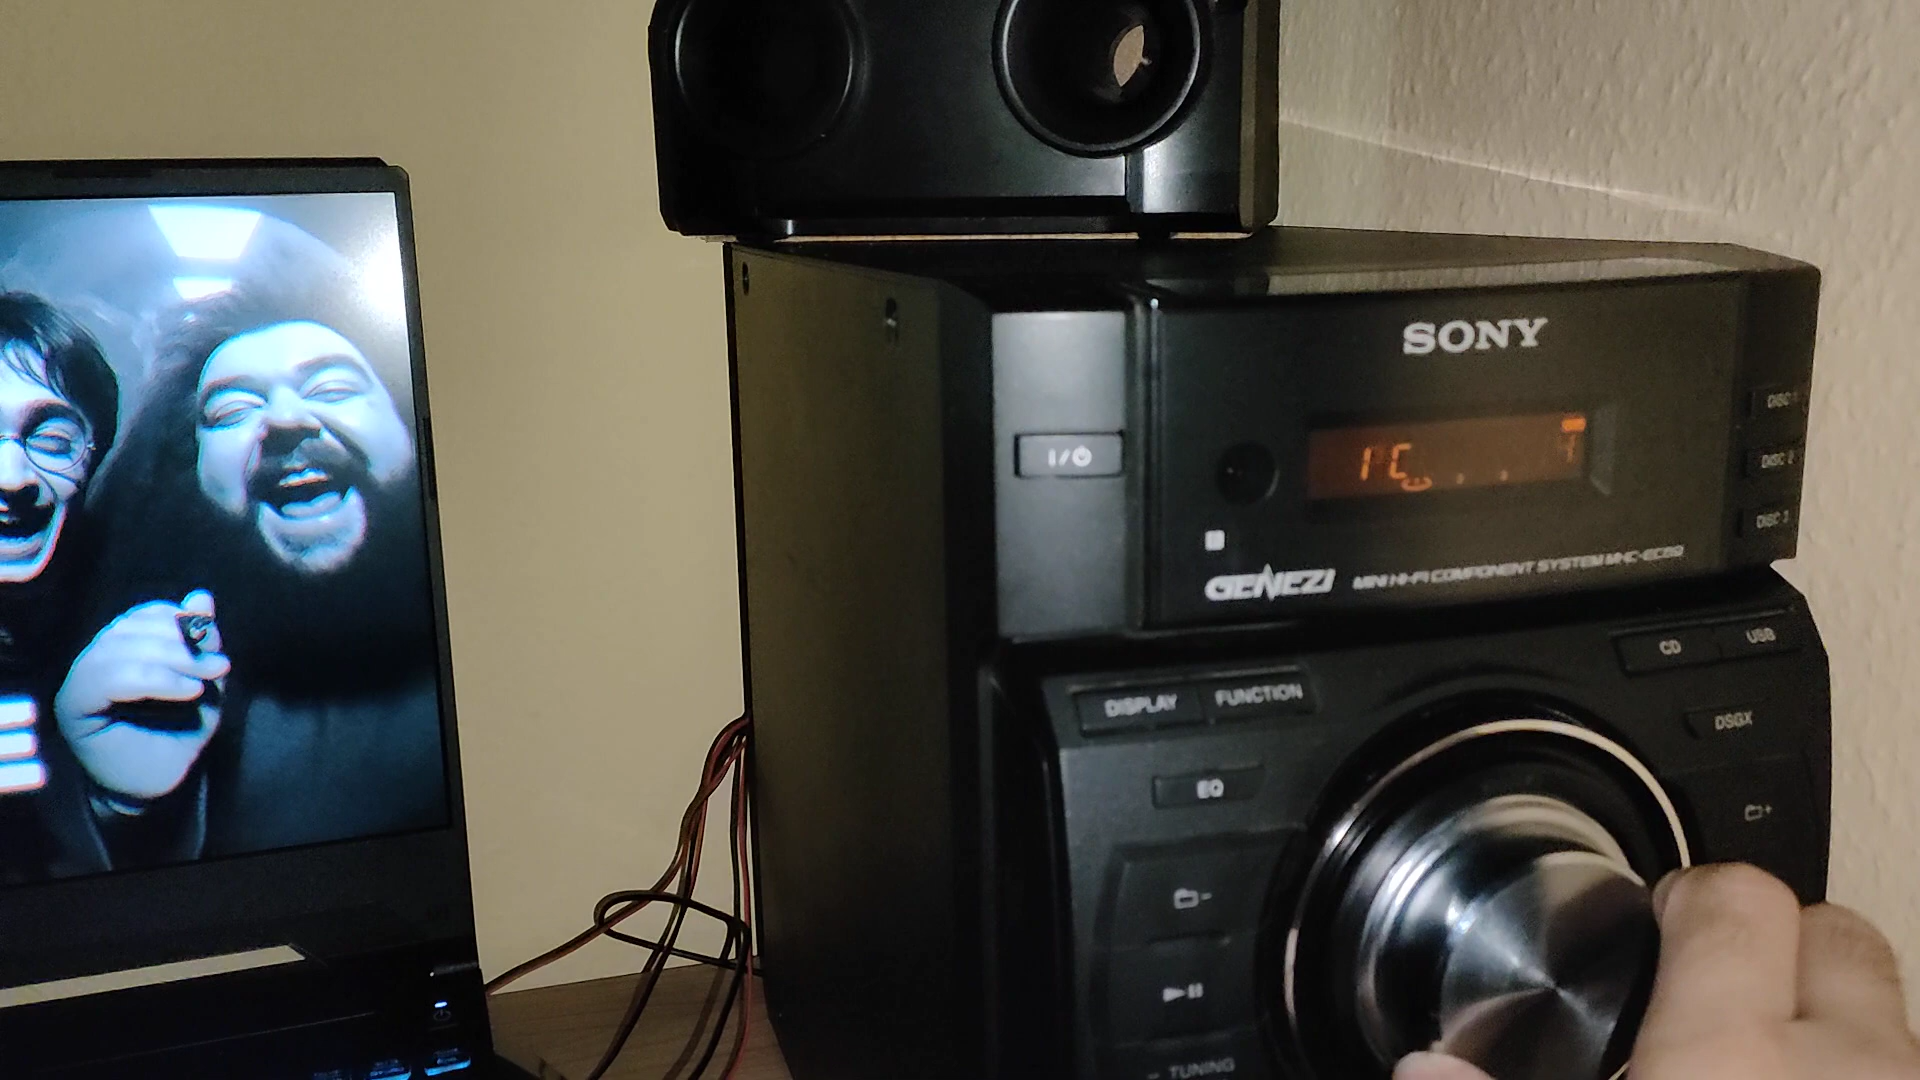 SONY
DISC 1
DISC 2
DISC 3
I/
GENEZI MINI HI-FI COMPONENT SYSTEM MHC-EC69
CD USB
DISPLAY FUNCTION
DSGX
EQ
+
-
- TUNING
E